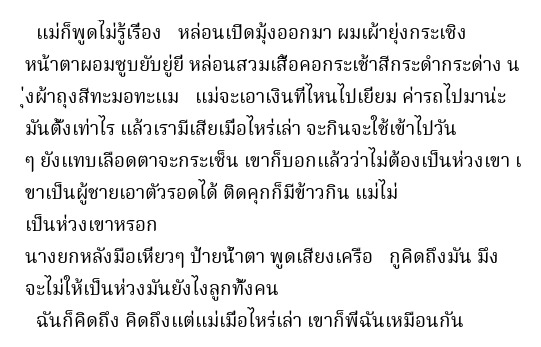 แม่ก็พูดไม่รู้เรื่อง หล่อนเปิดมุ้งออกมา ผมเผ้ายุ่งกระเซิง
หน้าตาผอมซูบยับยู่ยี่ หล่อนสวมเสื้อคอกระเช้าสีกระดำกระด่าง น
ุ่งผ้าถุงสีทะมอทะแม แม่จะเอาเงินที่ไหนไปเยี่ยม ค่ารถไปมาน่ะ
มันตั้งเท่าไร แล้วเรามีเสียเมื่อไหร่เล่า จะกินจะใช้เข้าไปวัน
ๆ ยังแทบเลือดตาจะกระเซ็น เขาก็บอกแล้วว่าไม่ต้องเป็นห่วงเขา เ
ขาเป็นผู้ชายเอาตัวรอดได้ ติดคุกก็มีข้าวกิน แม่ไม่
เป็นห่วงเขาหรอก
นางยกหลังมือเหี่ยวๆ ป้ายน้ำตา พูดเสียงเครือ กูคิดถึงมัน มึง
จะไม่ให้เป็นห่วงมันยังไงลูกทั้งคน
ฉันก็คิดถึง คิดถึงแต่แม่เมื่อไหร่เล่า เขาก็พี่ฉันเหมือนกัน